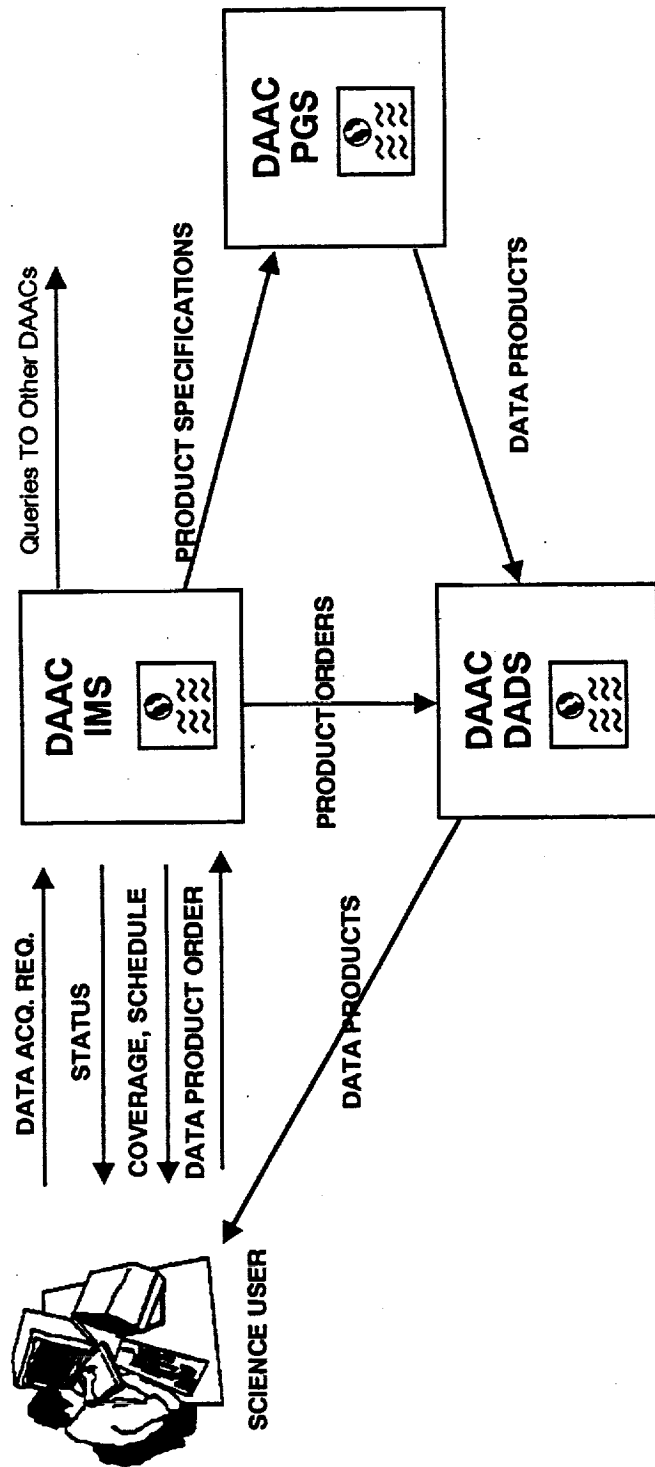 DATA ACQ. REQ.
STATUS
COVERAGE, SCHEDULE
DATA PRODUCT ORDER
SCIENCE USER
DAAC
IMS
Queries TO Other DAACs
PRODUCT SPECIFICATIONS
DAAC
PGS
PRODUCT ORDERS
DATA PRODUCTS
DATA PRODUCTS
DAAC
DADS